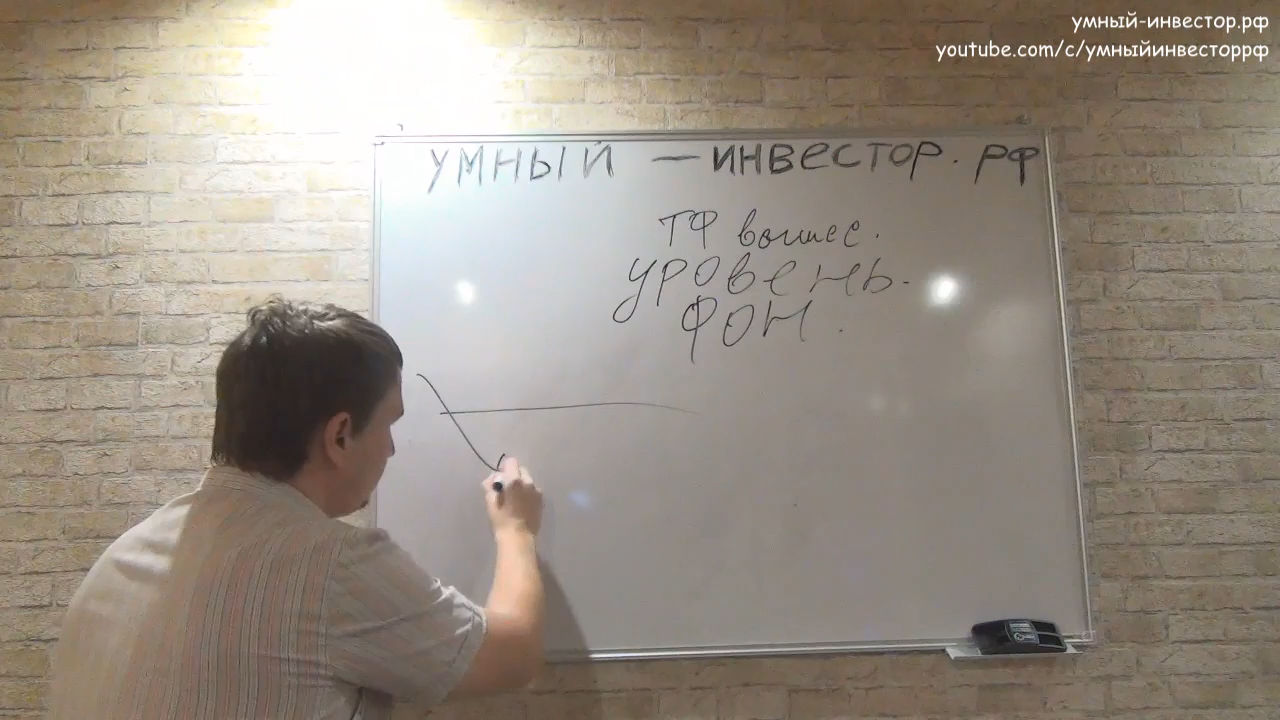 умный-инвестор.рф
youtube.com/c/умныйинвесторрф
УМНЫЙ – ИНВЕСТОР.РФ
ТФ выше.
уровень.
ФОН.